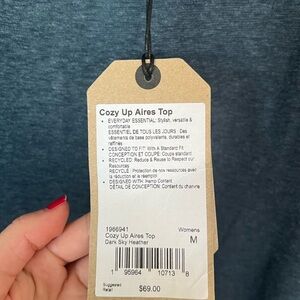 Cozy Up Aires Top
• EVERYDAY ESSENTIAL: Stylish, versatile &
comfortable
ESSENTIEL DE TOUS LES JOURS : Des
vêtements de base polyvalents, durables et
raffinés
• DESIGNED TO FIT: With A Standard Fit
CONCEPTION ET COUPE: Coupe standard
• RECYCLED: Reduce & Reuse to Respect our
Resources
RECYCLÉ : Protection de nos ressources avec
la réduction et le réemploi
• DESIGNED WITH: Hemp Content
DÉTAIL DE CONCEPTION: Contient du chanvre
1966941 Womens
Cozy Up Aires Top M
Dark Sky Heather
1 95964 10713 8
Suggested
Retail $69.00